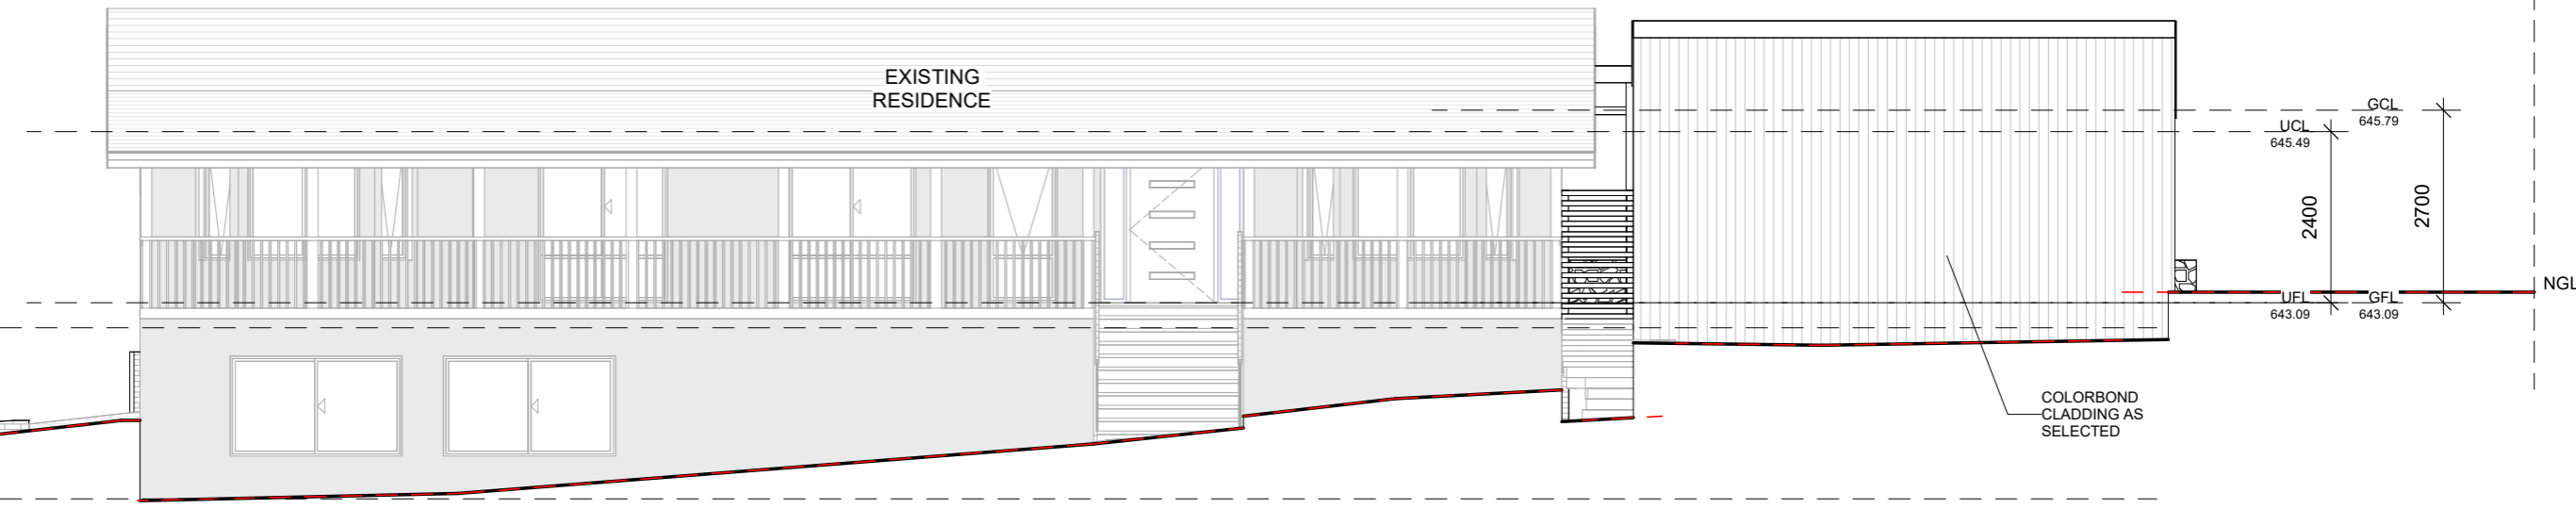 EXISTING
RESIDENCE
GCL
645.79
UCL
645.49
2400
2700
NGL
UFL
643.09
GFL
643.09
COLORBOND
CLADDING AS
SELECTED